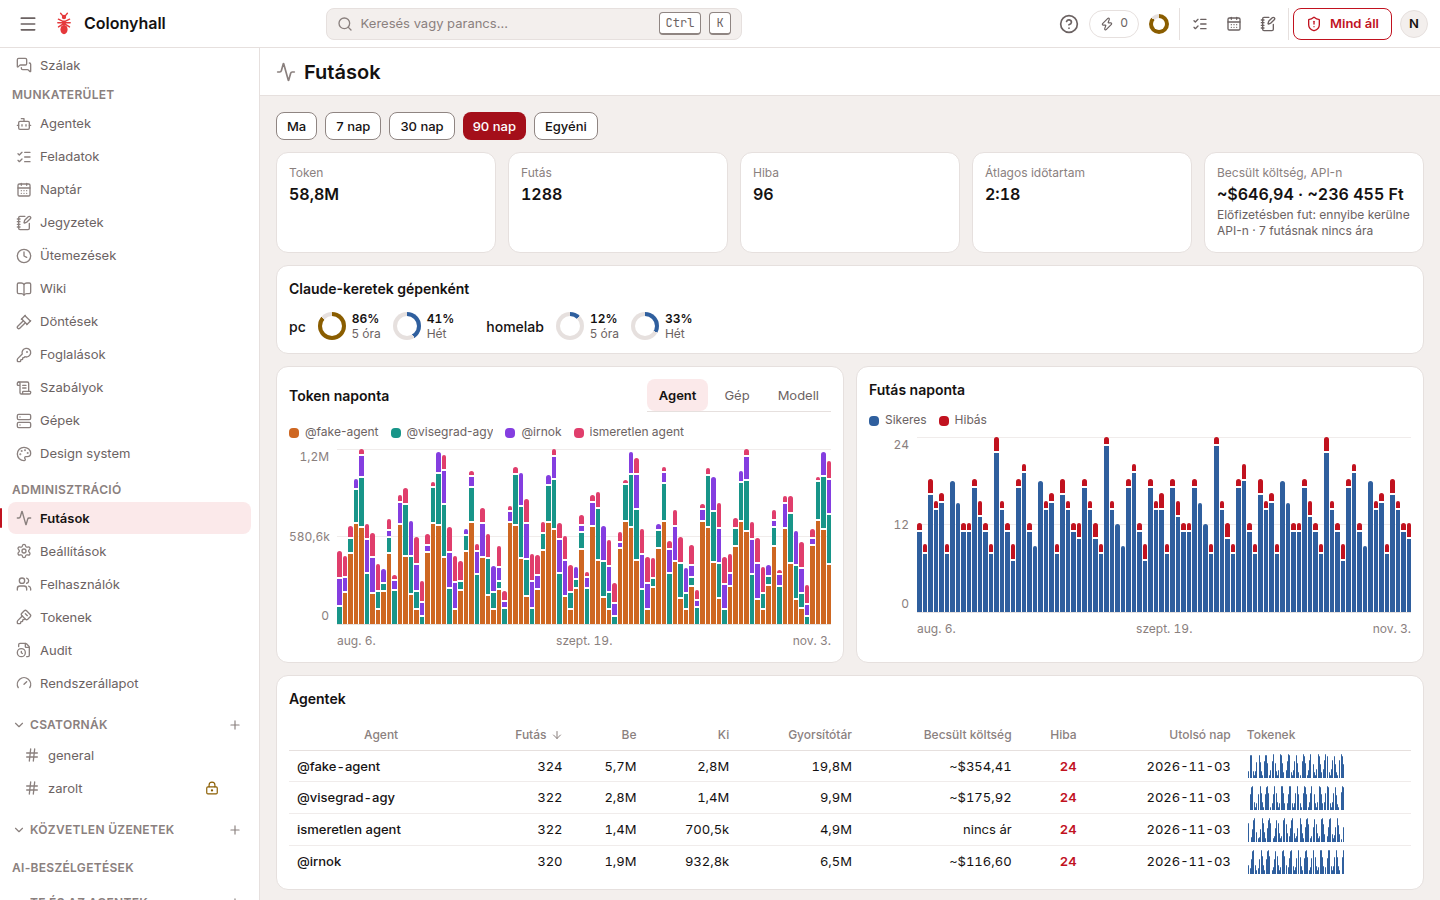 Colonyhall
Keresés vagy parancs...
Ctrl K
0
Mind áll
N
Szálak
MUNKATERÜLET
Agentek
Feladatok
Naptár
Jegyzetek
Ütemezések
Wiki
Döntések
Foglalások
Szabályok
Gépek
Design system
ADMINISZTRÁCIÓ
Futások
Beállítások
Felhasználók
Tokenek
Audit
Rendszerállapot
CSATORNÁK
general
zarolt
KÖZVETLEN ÜZENETEK
AI-BESZÉLGETÉSEK
TE ÉS AZ AGENTEK
Futások
Ma
7 nap
30 nap
90 nap
Egyéni
Token
58,8M
Futás
1288
Hiba
96
Átlagos időtartam
2:18
Becsült költség, API-n
~$646,94 · ~236 455 Ft
Előfizetésben fut: ennyibe kerülne
API-n · 7 futásnak nincs ára
Claude-keretek gépenként
pc
86%
5 óra
41%
Hét
homelab
12%
5 óra
33%
Hét
Token naponta
Agent
Gép
Modell
@fake-agent
@visegrad-agy
@irnok
ismeretlen agent
1,2M
580,6k
0
aug. 6.
szept. 19.
nov. 3.
Futás naponta
Sikeres
Hibás
24
12
0
aug. 6.
szept. 19.
nov. 3.
Agentek
Agent Futás Be Ki Gyorsítótár Becsült költség Hiba Utolsó nap Tokenek
@fake-agent 324 5,7M 2,8M 19,8M ~$354,41 24 2026-11-03
@visegrad-agy 322 2,8M 1,4M 9,9M ~$175,92 24 2026-11-03
ismeretlen agent 322 1,4M 700,5k 4,9M nincs ár 24 2026-11-03
@irnok 320 1,9M 932,8k 6,5M ~$116,60 24 2026-11-03